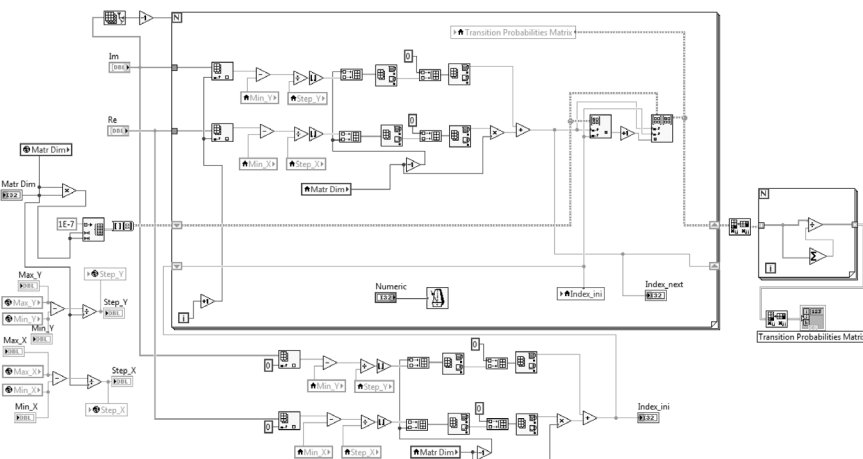 N
Transition Probabilities Matrix
Im
DBL
0
Min_Y
Step_Y
Re
DBL
0
Matr Dim
Min_X
Step_X
Matr Dim
I32
Matr Dim
N
1E-7
Max_Y
DBL
Step_Y
Max_Y
Step_Y
DBL
Min_Y
Min_Y
DBL
Numeric
I32
Index_ini
Index_next
I32
i
i
Max_X
DBL
Max_X
Step_X
DBL
Min_X
Step_X
Min_X
DBL
0
0
Min_Y
Step_Y
Transition Probabilities Matrix
0
0
Index_ini
I32
Min_X
Step_X
Matr Dim